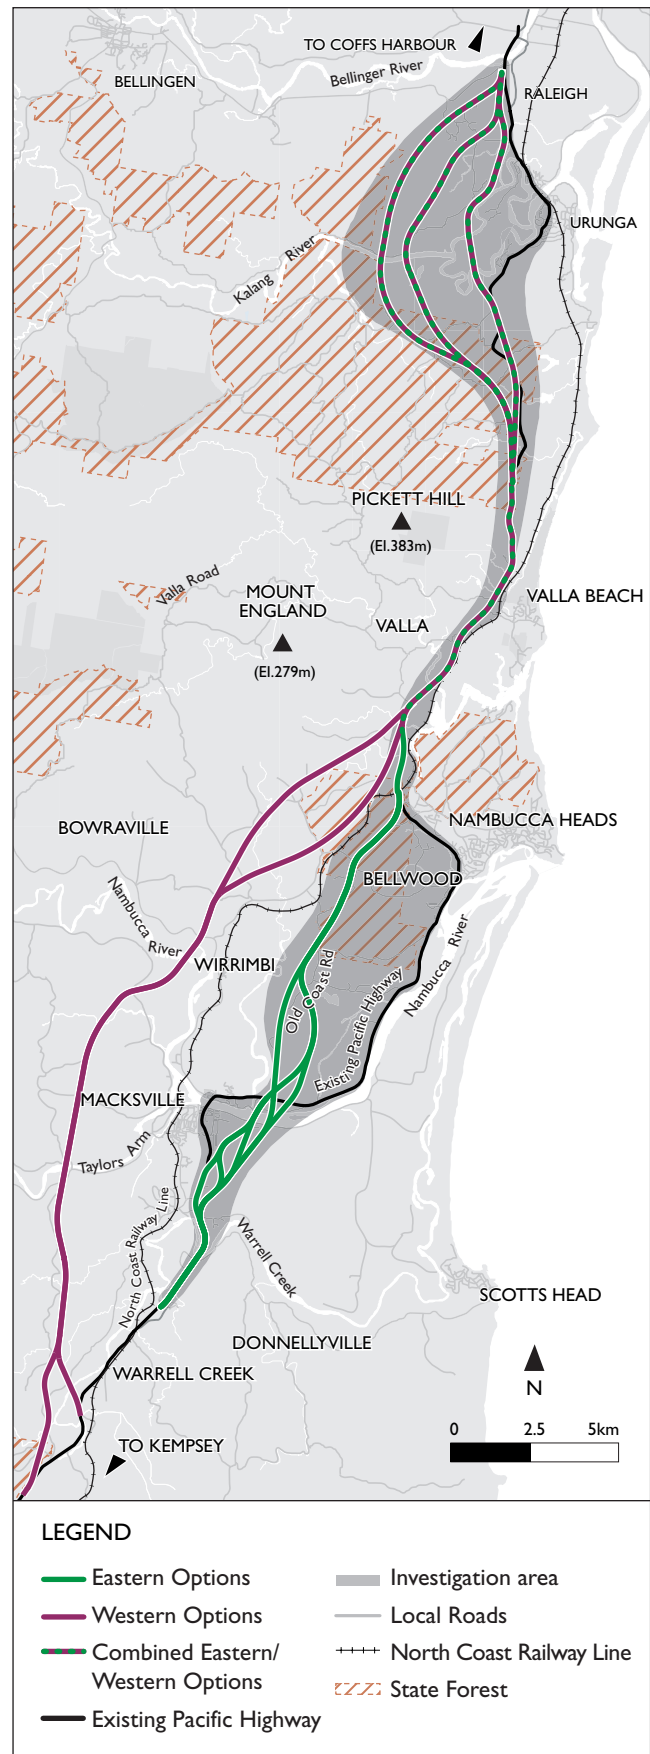 TO COFFS HARBOUR
Bellinger River
BELLINGEN
RALEIGH
URUNGA
Kalang River
PICKETT HILL
(El.383m)
Valla Road
MOUNT
ENGLAND
(El.279m)
VALLA BEACH
VALLA
BOWRAVILLE
NAMBUCCA HEADS
BELLWOOD
Nambucca
River
WIRRIMBI
Old Coast Rd
Existing Pacific Highway
Nambucca River
MACKSVILLE
Taylors Arm
North Coast Railway Line
Warrell Creek
SCOTTS HEAD
DONNELLYVILLE
WARRELL CREEK
N
TO KEMPSEY
0 2.5 5km
LEGEND
Eastern Options
Western Options
Combined Eastern/
Western Options
Existing Pacific Highway
Investigation area
Local Roads
North Coast Railway Line
State Forest